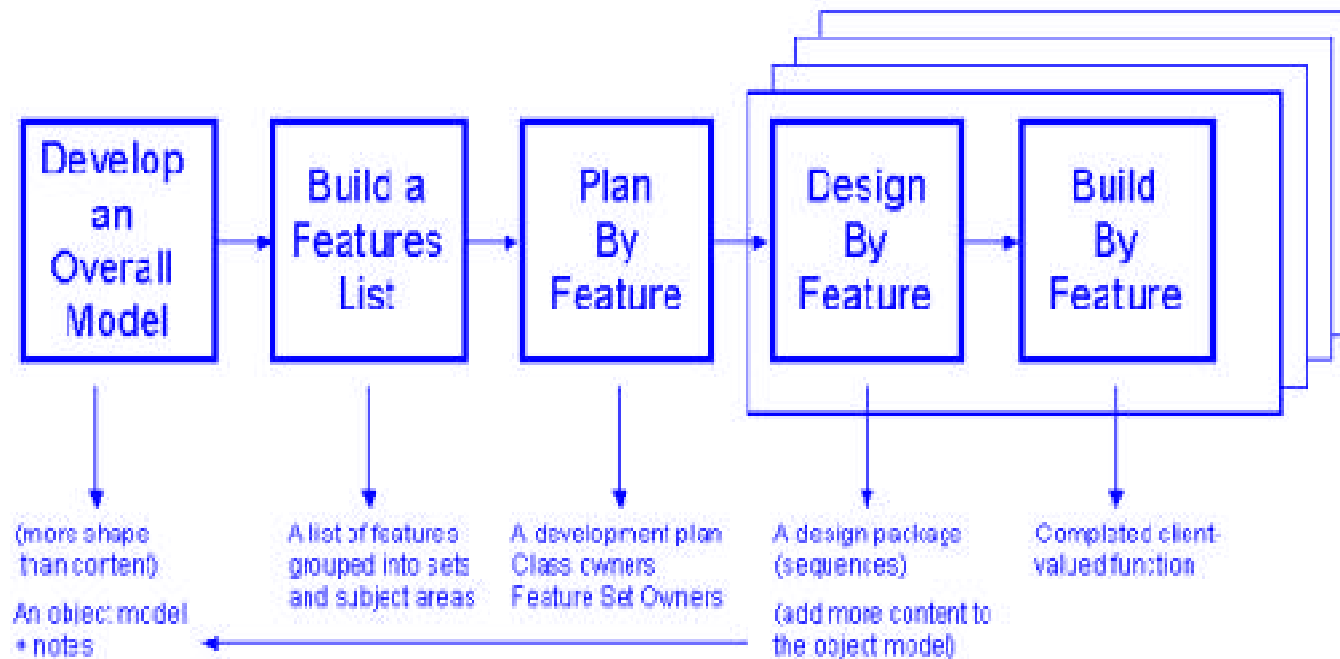 Develop
an
Overall
Model
Build a
Features
List
Plan
By
Feature
Design
By
Feature
Build
By
Feature
(more shape
than content)
An object model
+ notes
A list of features
grouped into sets
and subject areas
A development plan
Class owners
Feature Set Owners
A design package
(sequences)
(add more content to
the object model)
Completed client-
valued function